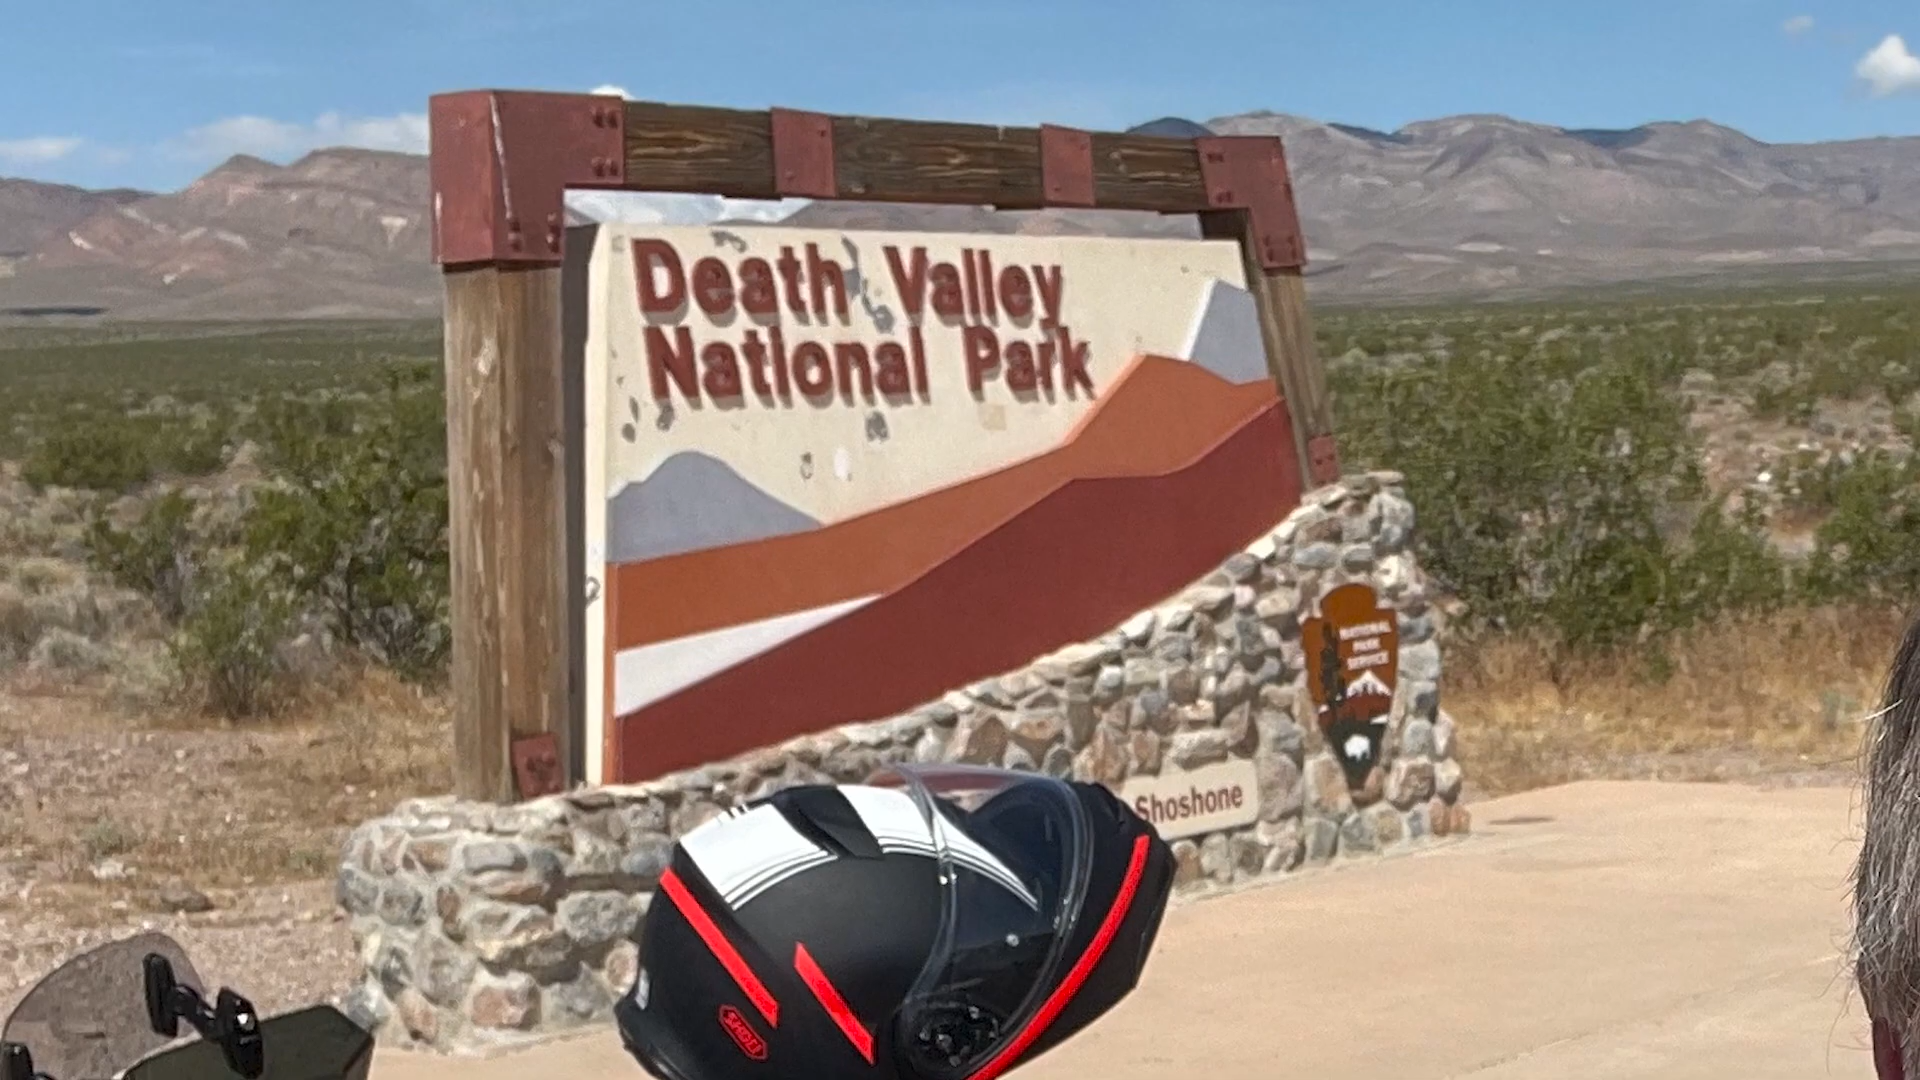 Death Valley
National Park
NATIONAL
PARK
SERVICE
Shoshone
SHOEI